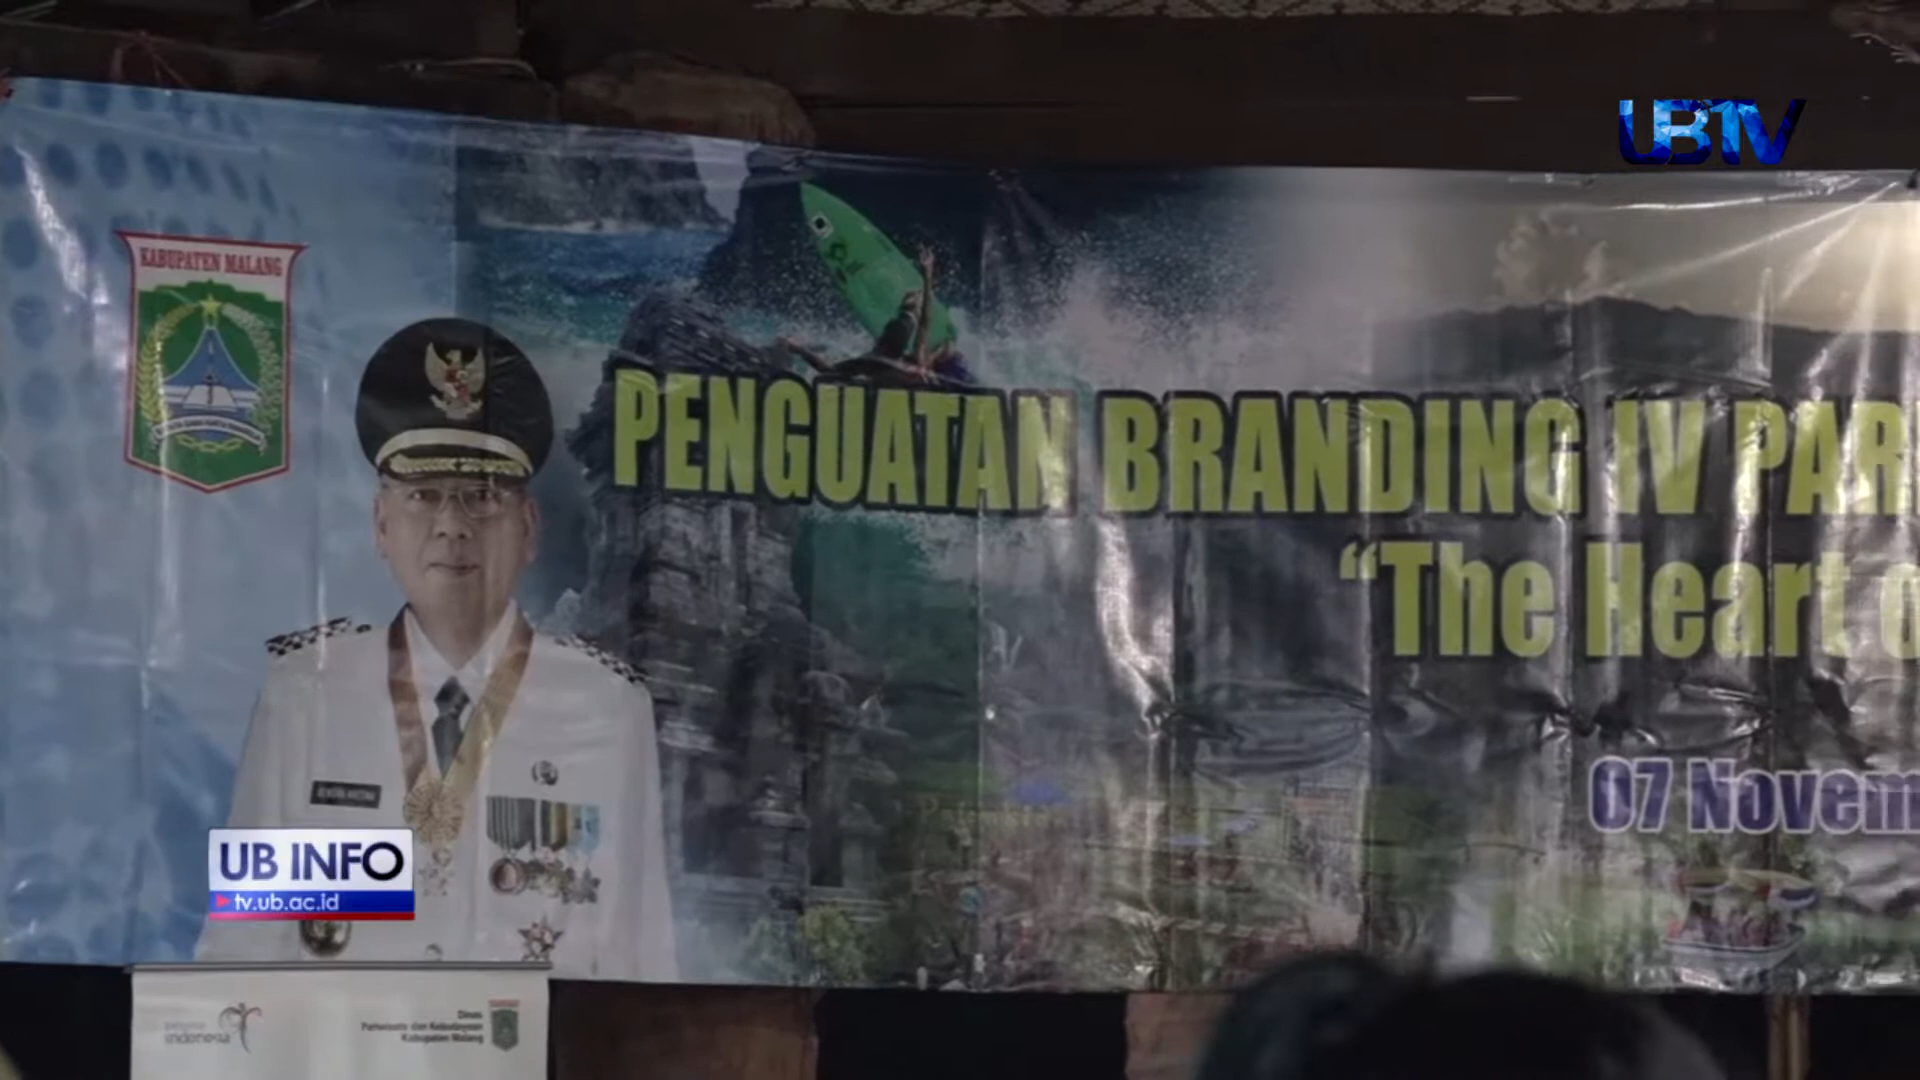 UBTV
KABUPATEN MALANG
PENGUATAN BRANDING IV PAR
"The Heart o
07 Novem
UB INFO
tv.ub.ac.id
indonesia
Dinas
Pariwisata dan Kebudayaan
Kabupaten Malang